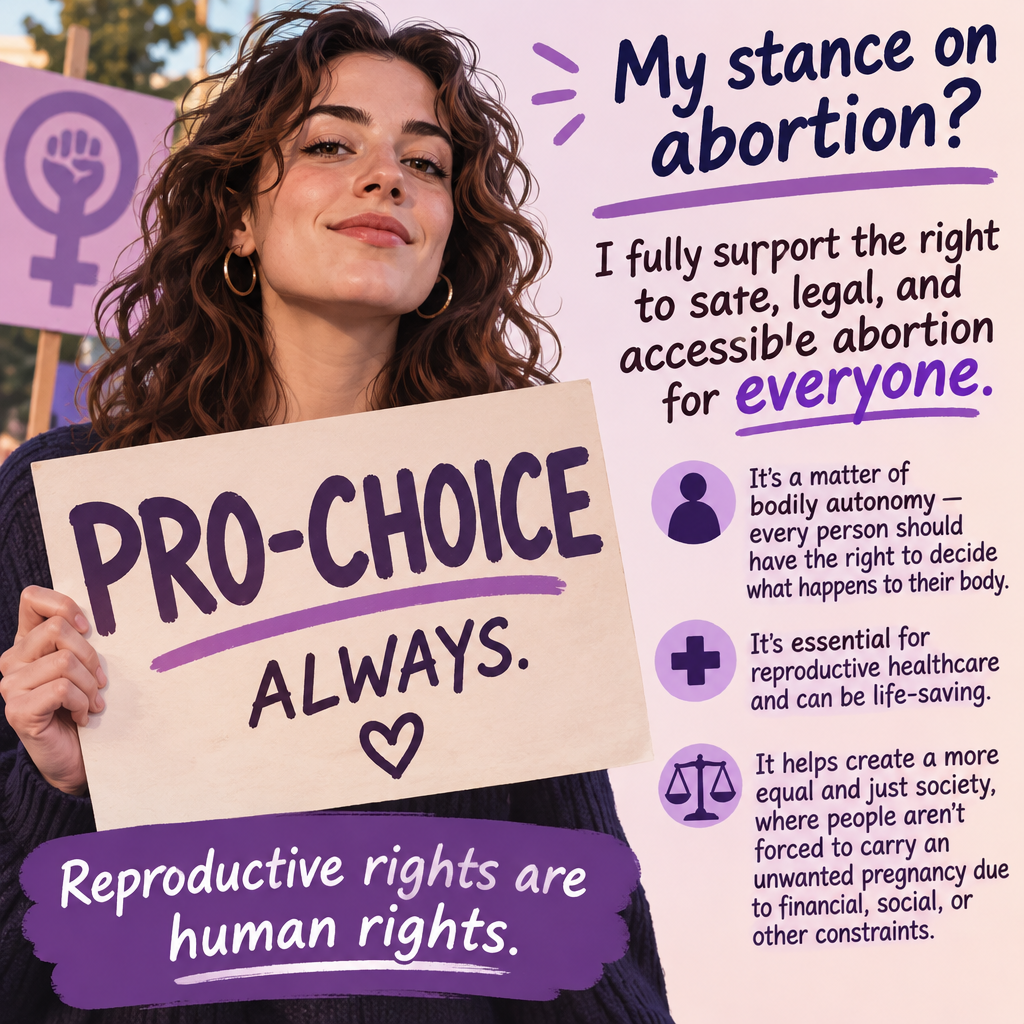 My stance on
abortion?
I fully support the right
to sate, legal, and
accessible abortion
for everyone.
PRO-CHOICE
ALWAYS.
It's a matter of
bodily autonomy —
every person should
have the right to decide
what happens to their body.
It's essential for
reproductive healthcare
and can be life-saving.
It helps create a more
equal and just society,
where people aren't
forced to carry an
unwanted pregnancy due
to financial, social, or
other constraints.
Reproductive rights are
human rights.